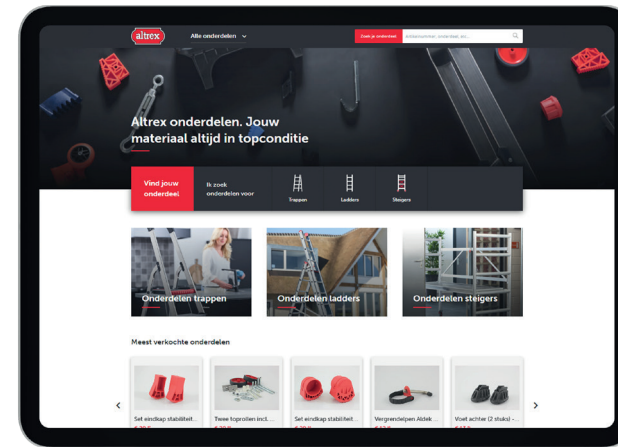 altrex
Alle onderdelen
Zoek je onderdeel
Altrex onderdelen. Jouw
materiaal altijd in topconditie
Vind jouw
onderdeel
Ik zoek
onderdelen voor
Trappen
Ladders
Steigers
Onderdelen trappen
Onderdelen ladders
Onderdelen steigers
Meest verkochte onderdelen
Set eindkap stabiliteit...
Twee toprollen incl. ...
Set eindkap stabiliteit...
Vergrendelpen Aldek ...
Voet achter (2 stuks) - ...